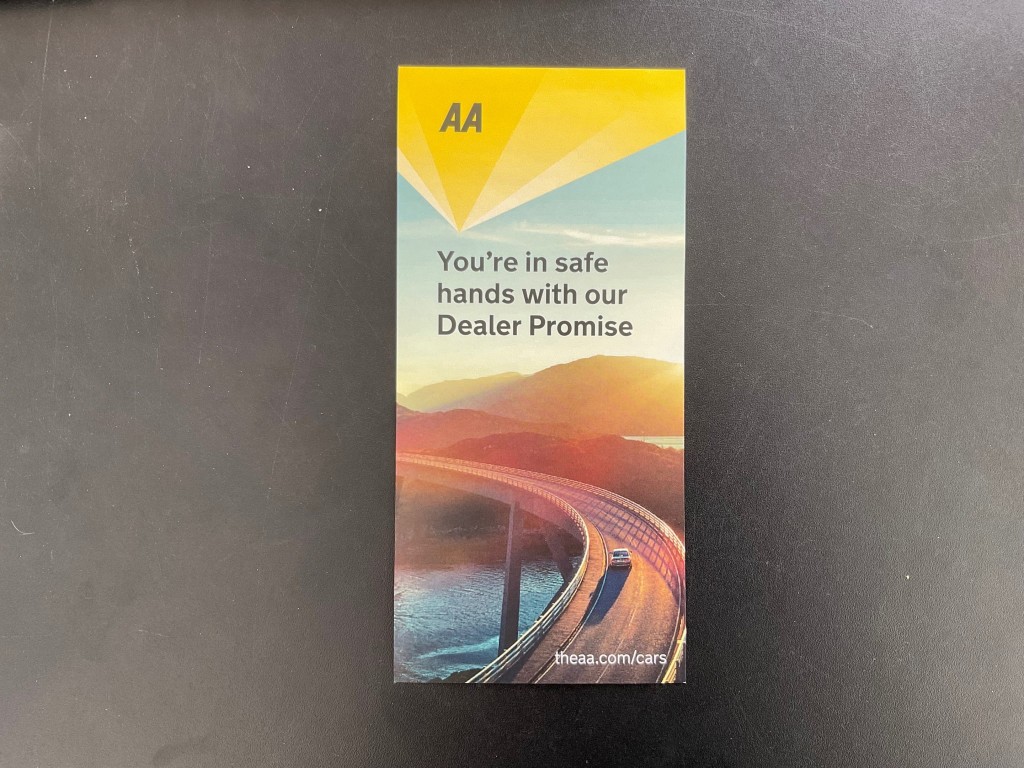 AA
You're in safe
hands with our
Dealer Promise
theaa.com/cars